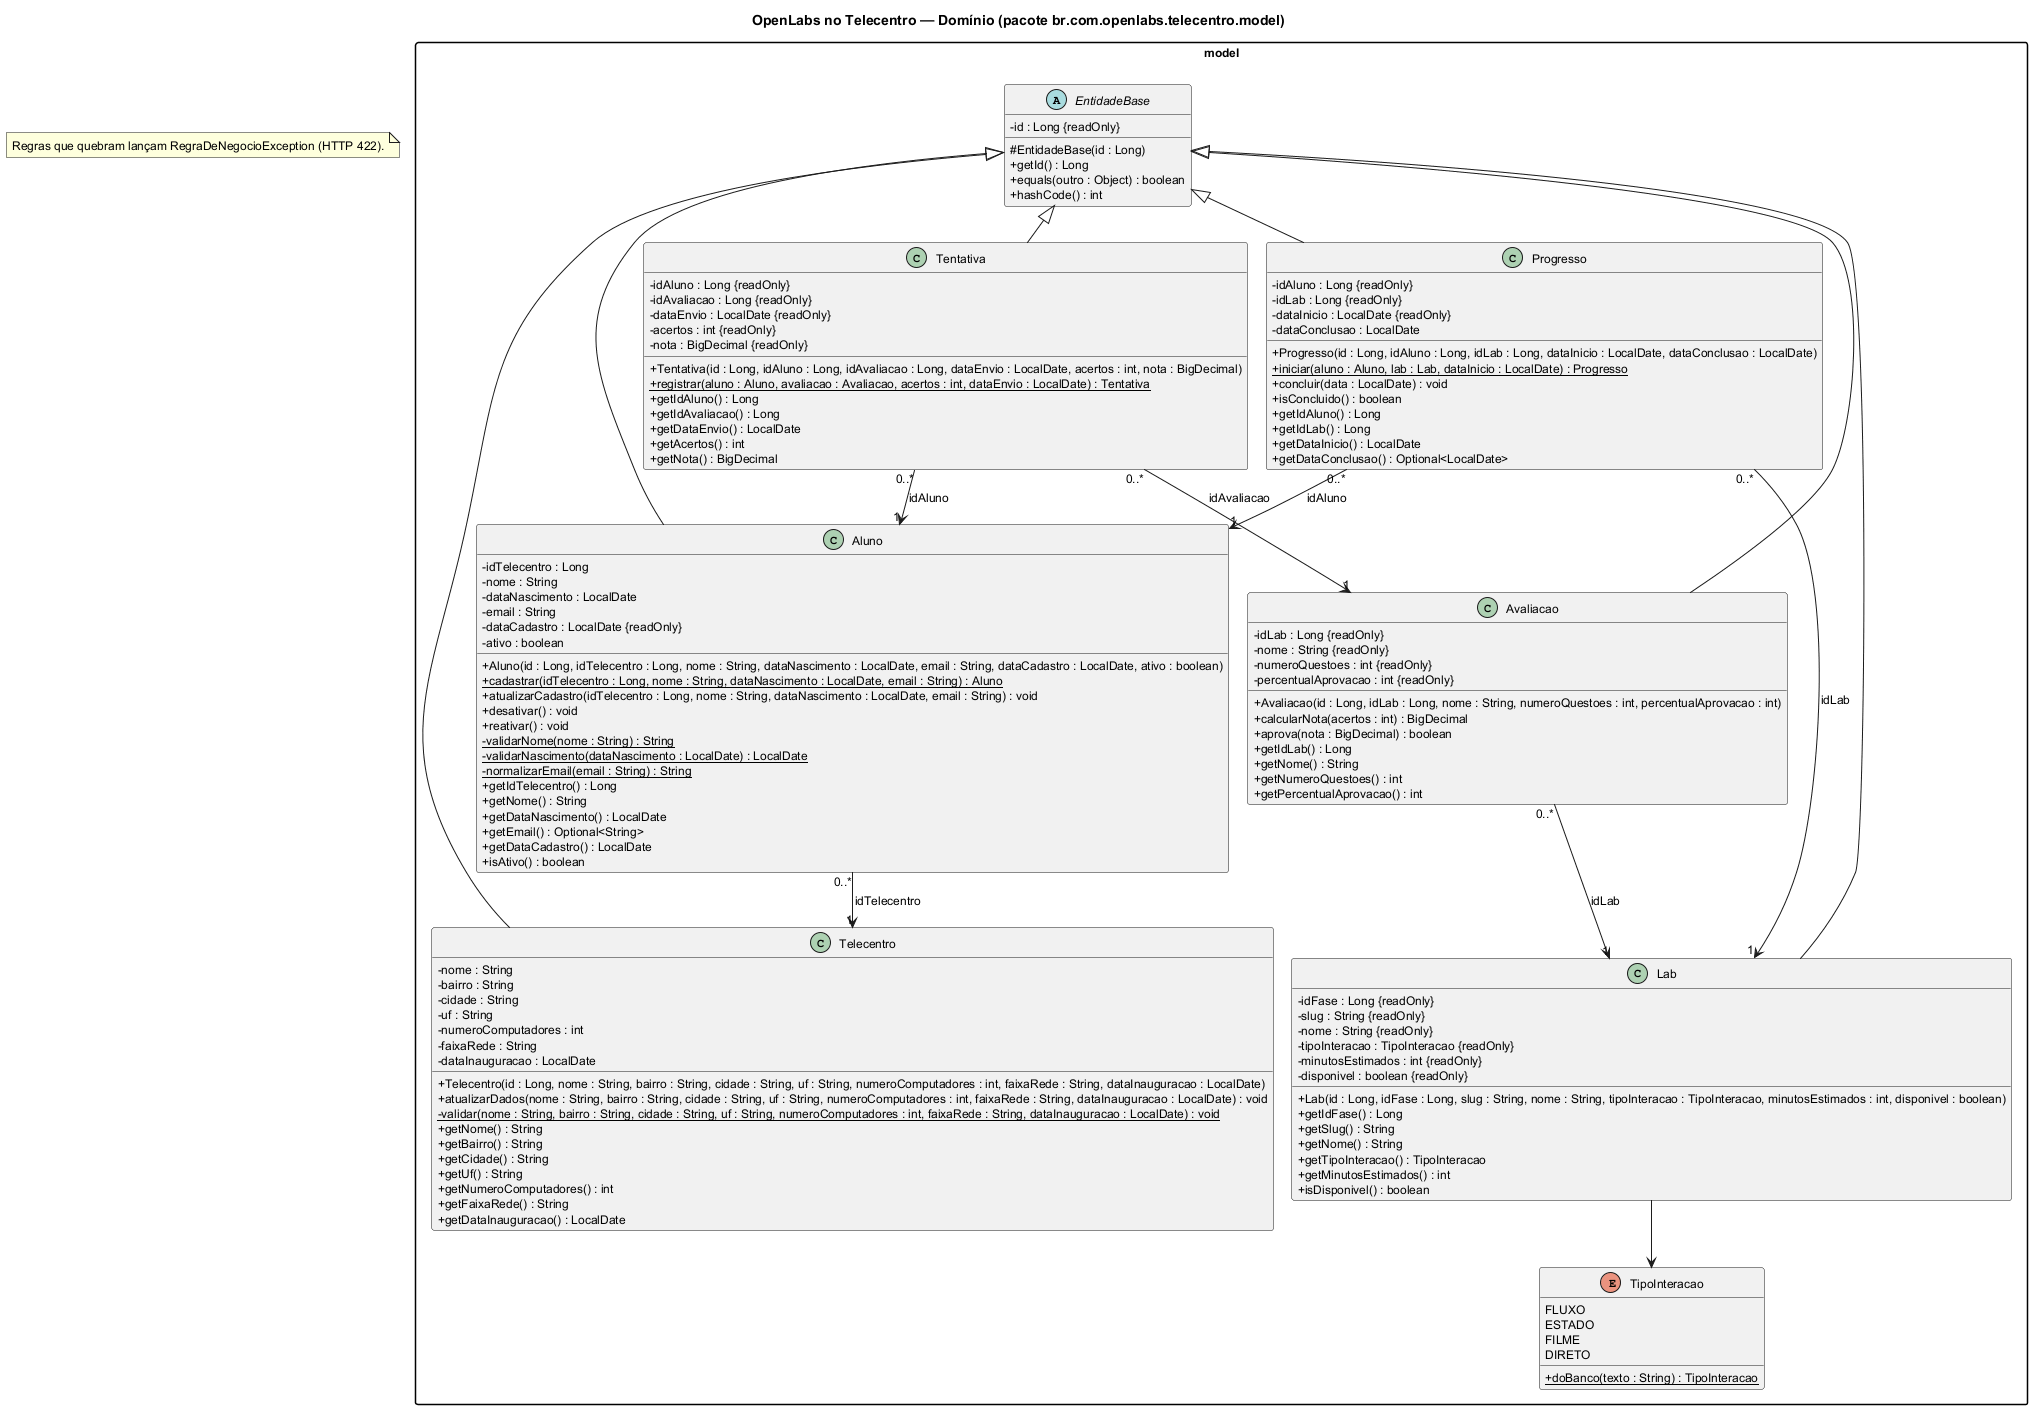 OpenLabs no Telecentro — Domínio (pacote br.com.openlabs.telecentro.model)
model
Regras que quebram lançam RegraDeNegocioException (HTTP 422).
A EntidadeBase
-id : Long {readOnly}
#EntidadeBase(id : Long)
+getId() : Long
+equals(outro : Object) : boolean
+hashCode() : int
C Tentativa
-idAluno : Long {readOnly}
-idAvaliacao : Long {readOnly}
-dataEnvio : LocalDate {readOnly}
-acertos : int {readOnly}
-nota : BigDecimal {readOnly}
+Tentativa(id : Long, idAluno : Long, idAvaliacao : Long, dataEnvio : LocalDate, acertos : int, nota : BigDecimal)
+registrar(aluno : Aluno, avaliacao : Avaliacao, acertos : int, dataEnvio : LocalDate) : Tentativa
+getIdAluno() : Long
+getIdAvaliacao() : Long
+getDataEnvio() : LocalDate
+getAcertos() : int
+getNota() : BigDecimal
C Progresso
-idAluno : Long {readOnly}
-idLab : Long {readOnly}
-dataInicio : LocalDate {readOnly}
-dataConclusao : LocalDate
+Progresso(id : Long, idAluno : Long, idLab : Long, dataInicio : LocalDate, dataConclusao : LocalDate)
+iniciar(aluno : Aluno, lab : Lab, dataInicio : LocalDate) : Progresso
+concluir(data : LocalDate) : void
+isConcluido() : boolean
+getIdAluno() : Long
+getIdLab() : Long
+getDataInicio() : LocalDate
+getDataConclusao() : Optional<LocalDate>
0..*
idAluno
1
0..*
idAvaliacao
1
0..*
idAluno
1
0..*
idLab
1
C Aluno
-idTelecentro : Long
-nome : String
-dataNascimento : LocalDate
-email : String
-dataCadastro : LocalDate {readOnly}
-ativo : boolean
+Aluno(id : Long, idTelecentro : Long, nome : String, dataNascimento : LocalDate, email : String, dataCadastro : LocalDate, ativo : boolean)
+cadastrar(idTelecentro : Long, nome : String, dataNascimento : LocalDate, email : String) : Aluno
+atualizarCadastro(idTelecentro : Long, nome : String, dataNascimento : LocalDate, email : String) : void
+desativar() : void
+reativar() : void
-validarNome(nome : String) : String
-validarNascimento(dataNascimento : LocalDate) : LocalDate
-normalizarEmail(email : String) : String
+getIdTelecentro() : Long
+getNome() : String
+getDataNascimento() : LocalDate
+getEmail() : Optional<String>
+getDataCadastro() : LocalDate
+isAtivo() : boolean
C Avaliacao
-idLab : Long {readOnly}
-nome : String {readOnly}
-numeroQuestoes : int {readOnly}
-percentualAprovacao : int {readOnly}
+Avaliacao(id : Long, idLab : Long, nome : String, numeroQuestoes : int, percentualAprovacao : int)
+calcularNota(acertos : int) : BigDecimal
+aprova(nota : BigDecimal) : boolean
+getIdLab() : Long
+getNome() : String
+getNumeroQuestoes() : int
+getPercentualAprovacao() : int
0..*
idTelecentro
1
0..*
idLab
1
C Telecentro
-nome : String
-bairro : String
-cidade : String
-uf : String
-numeroComputadores : int
-faixaRede : String
-dataInauguracao : LocalDate
+Telecentro(id : Long, nome : String, bairro : String, cidade : String, uf : String, numeroComputadores : int, faixaRede : String, dataInauguracao : LocalDate)
+atualizarDados(nome : String, bairro : String, cidade : String, uf : String, numeroComputadores : int, faixaRede : String, dataInauguracao : LocalDate) : void
-validar(nome : String, bairro : String, cidade : String, uf : String, numeroComputadores : int, faixaRede : String, dataInauguracao : LocalDate) : void
+getNome() : String
+getBairro() : String
+getCidade() : String
+getUf() : String
+getNumeroComputadores() : int
+getFaixaRede() : String
+getDataInauguracao() : LocalDate
C Lab
-idFase : Long {readOnly}
-slug : String {readOnly}
-nome : String {readOnly}
-tipoInteracao : TipoInteracao {readOnly}
-minutosEstimados : int {readOnly}
-disponivel : boolean {readOnly}
+Lab(id : Long, idFase : Long, slug : String, nome : String, tipoInteracao : TipoInteracao, minutosEstimados : int, disponivel : boolean)
+getIdFase() : Long
+getSlug() : String
+getNome() : String
+getTipoInteracao() : TipoInteracao
+getMinutosEstimados() : int
+isDisponivel() : boolean
E TipoInteracao
FLUXO
ESTADO
FILME
DIRETO
+doBanco(texto : String) : TipoInteracao